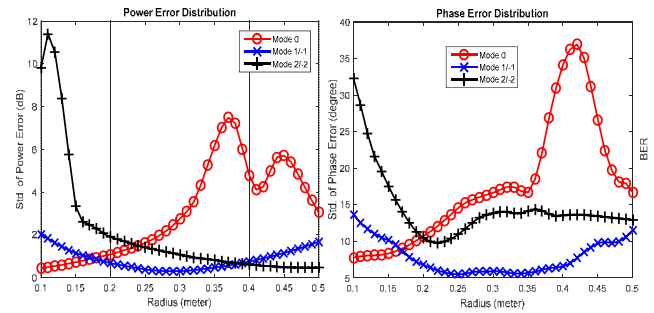 Power Error Distribution
Std. of Power Error (dB)
14
12
10
8
6
4
2
0
Mode 0
Mode 1/-1
Mode 2/-2
0.1 0.15 0.2 0.25 0.3 0.35 0.4 0.45 0.5
Radius (meter)
Phase Error Distribution
Std. of Phase Error (degree)
40
35
30
25
20
15
10
5
Mode 0
Mode 1/-1
Mode 2/-2
0.1 0.15 0.2 0.25 0.3 0.35 0.4 0.45 0.5
Radius (meter)
BER